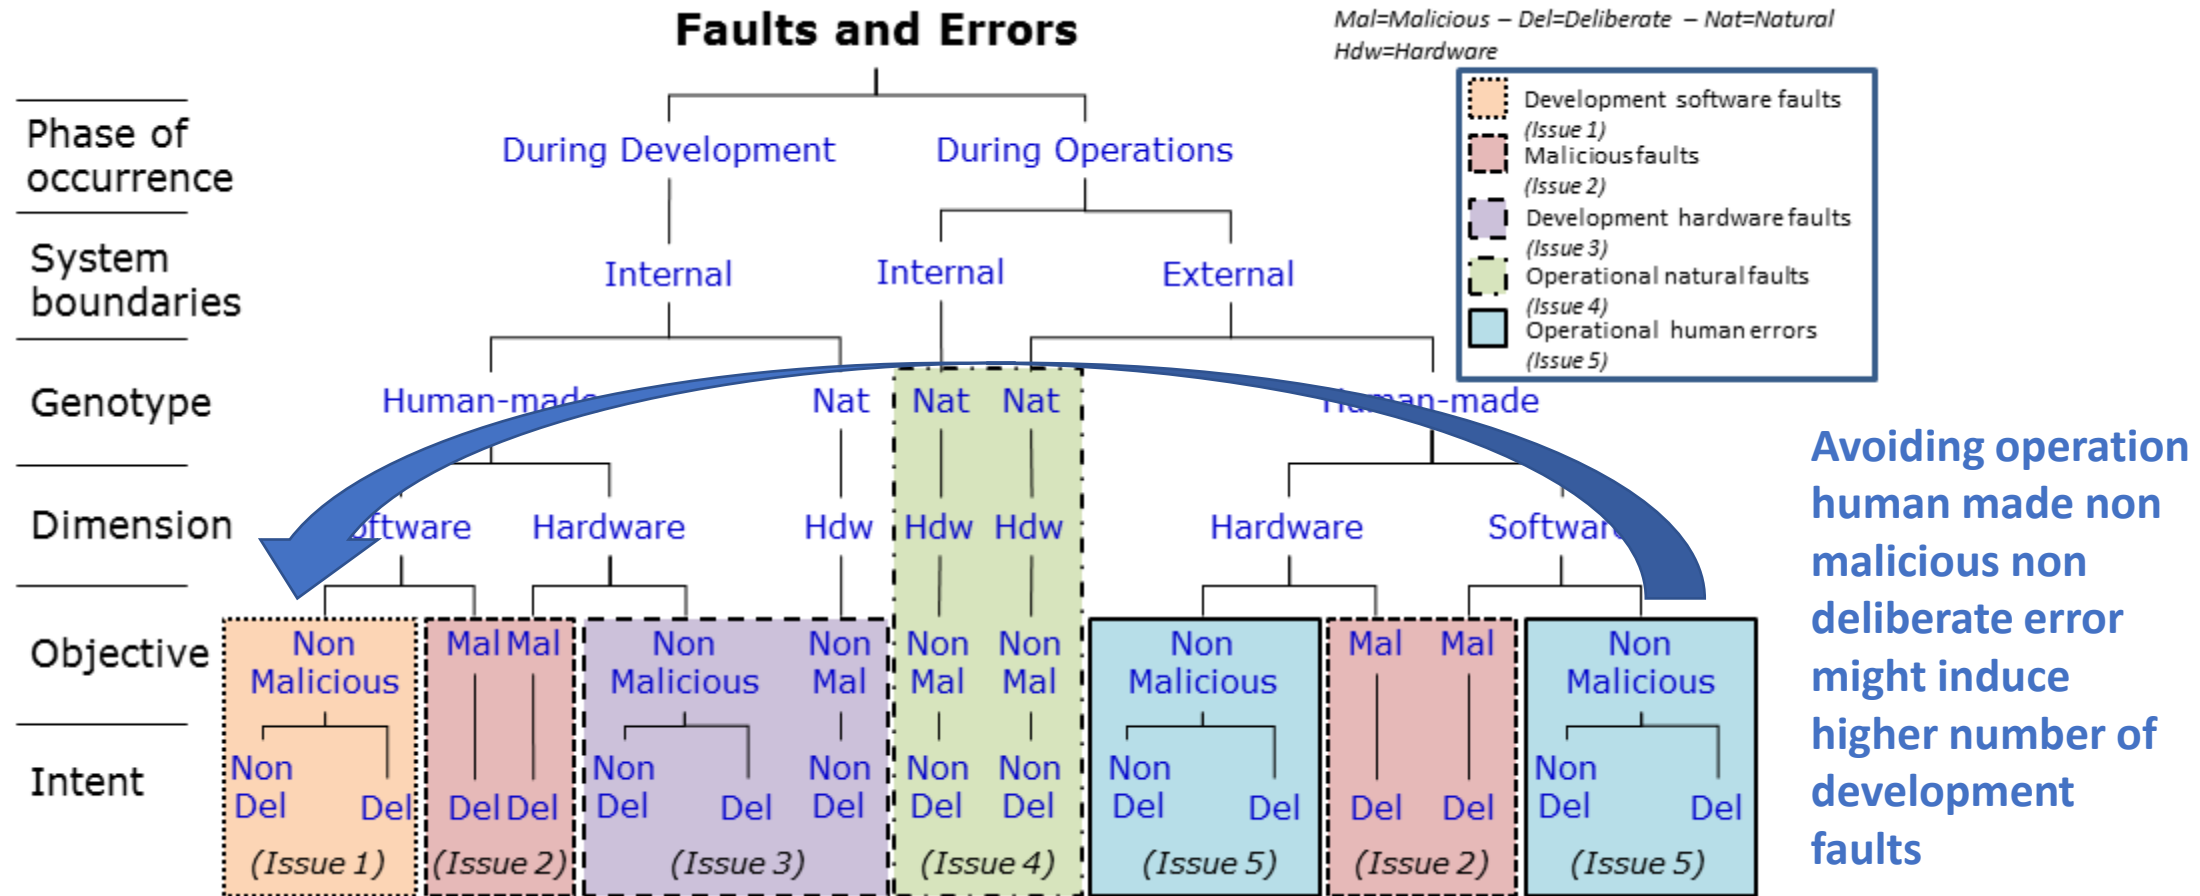 Faults and Errors
Mal=Malicious – Del=Deliberate – Nat=Natural
Hdw=Hardware
Development software faults
(Issue 1)
Malicious faults
(Issue 2)
Development hardware faults
(Issue 3)
Operational natural faults
(Issue 4)
Operational human errors
(Issue 5)
Phase of
occurrence
During Development During Operations
System
boundaries
Internal Internal External
Genotype Human-made Nat Nat Nat Human-made
Dimension Software Hardware Hdw Hdw Hdw Hardware Software
Objective
Non Mal Mal Non Non Non Non Non Mal Mal Non
Malicious Malicious Mal Mal Mal Malicious Malicious
Intent
Non Non Non Non Non Non Non
Del Del Del Del Del Del Del Del Del Del Del Del Del Del Del Del
(Issue 1) (Issue 2) (Issue 3) (Issue 4) (Issue 5) (Issue 2) (Issue 5)
Avoiding operation
human made non
malicious non
deliberate error
might induce
higher number of
development
faults